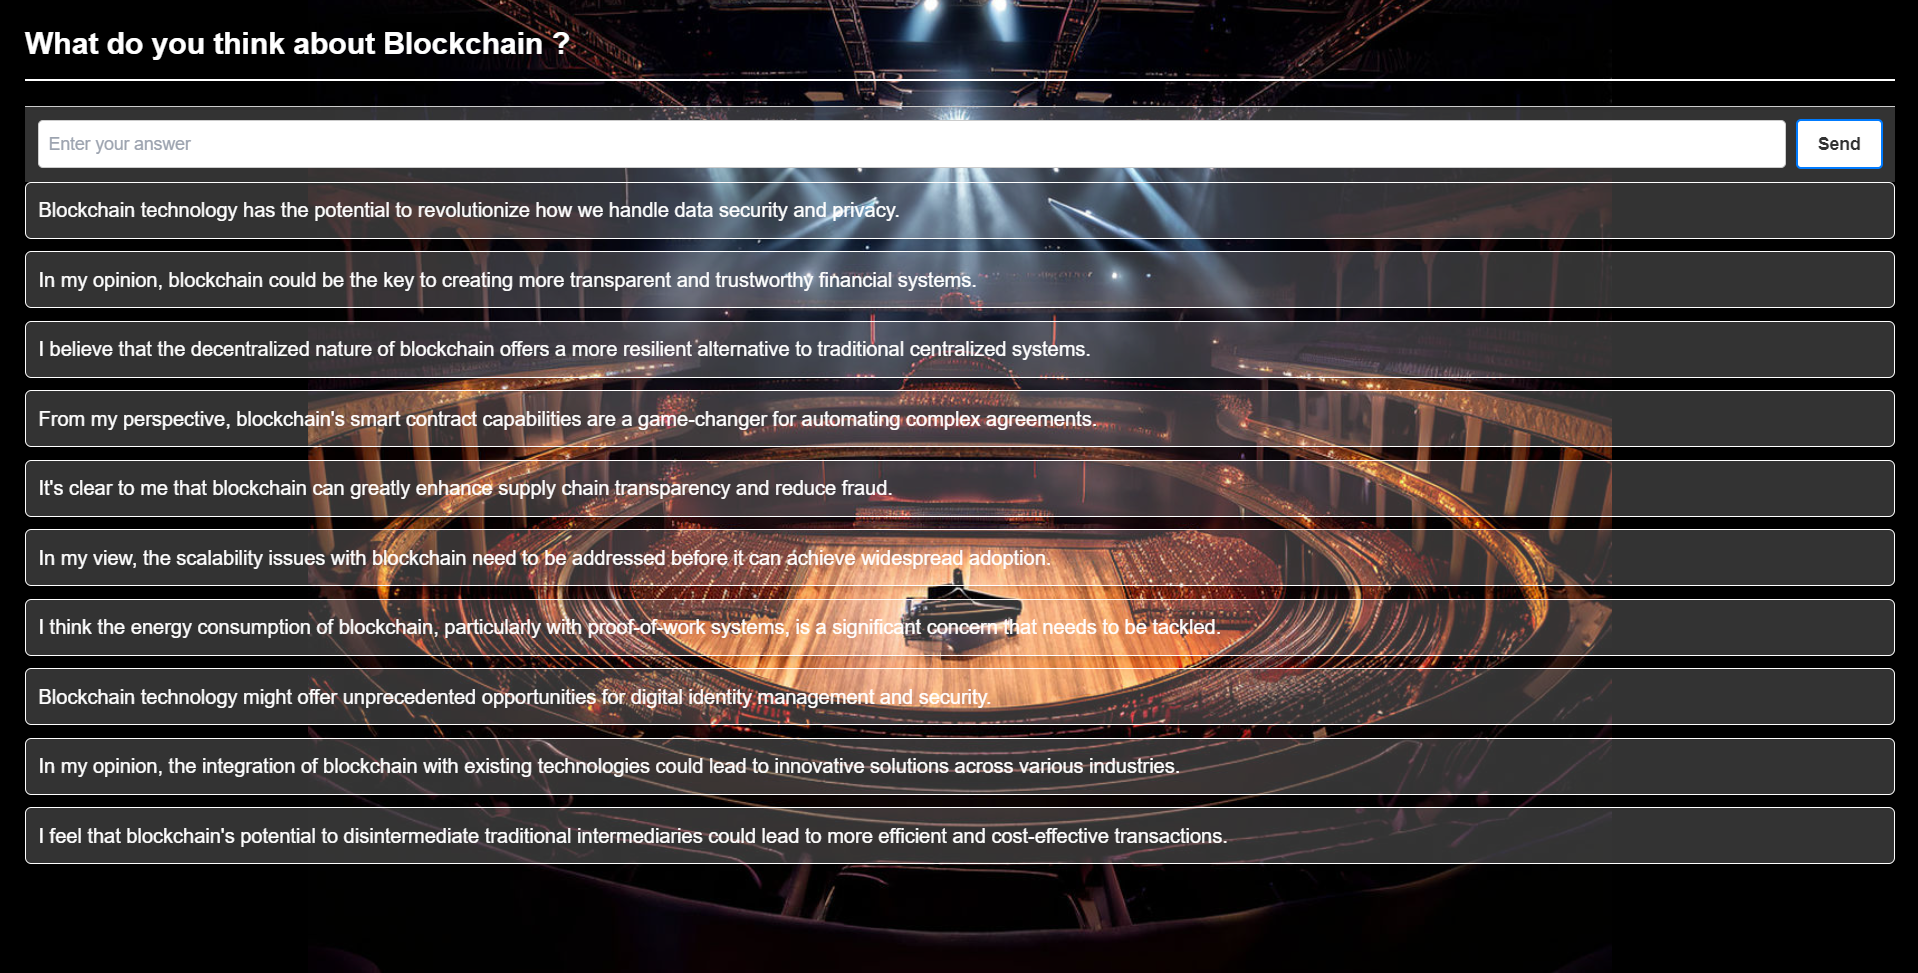 What do you think about Blockchain ?
Enter your answer
Send
Blockchain technology has the potential to revolutionize how we handle data security and privacy.
In my opinion, blockchain could be the key to creating more transparent and trustworthy financial systems.
I believe that the decentralized nature of blockchain offers a more resilient alternative to traditional centralized systems.
From my perspective, blockchain's smart contract capabilities are a game-changer for automating complex agreements.
It's clear to me that blockchain can greatly enhance supply chain transparency and reduce fraud.
In my view, the scalability issues with blockchain need to be addressed before it can achieve widespread adoption.
I think the energy consumption of blockchain, particularly with proof-of-work systems, is a significant concern that needs to be tackled.
Blockchain technology might offer unprecedented opportunities for digital identity management and security.
In my opinion, the integration of blockchain with existing technologies could lead to innovative solutions across various industries.
I feel that blockchain's potential to disintermediate traditional intermediaries could lead to more efficient and cost-effective transactions.